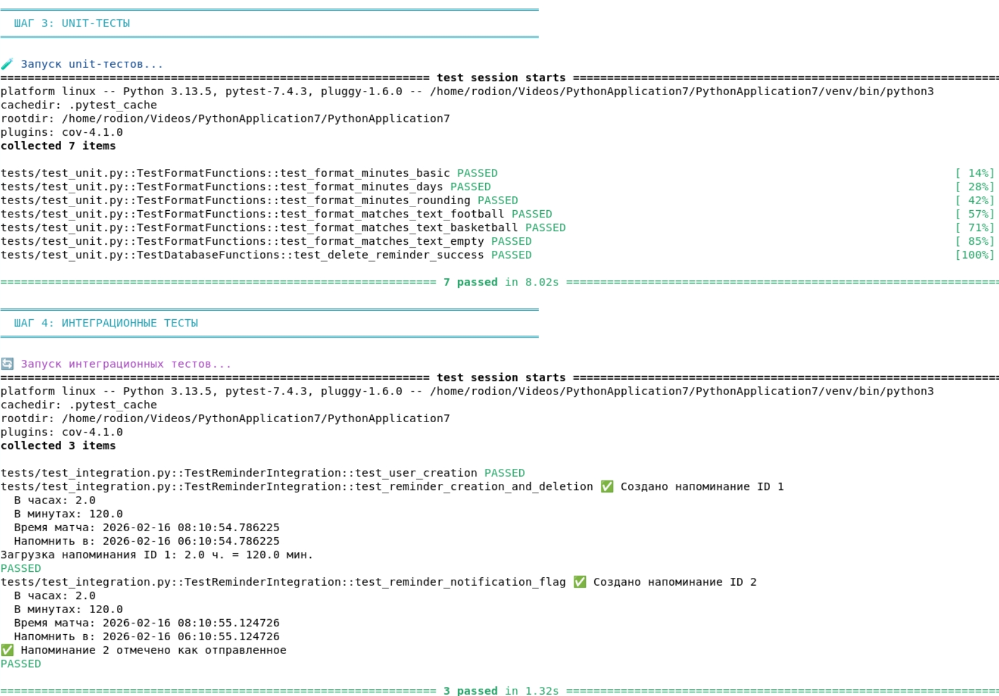 ШАГ 3: UNIT-ТЕСТЫ
🧪 Запуск unit-тестов...
=============================================================== test session starts ===============================================================
platform linux -- Python 3.13.5, pytest-7.4.3, pluggy-1.6.0 -- /home/rodion/Videos/PythonApplication7/PythonApplication7/venv/bin/python3
cachedir: .pytest_cache
rootdir: /home/rodion/Videos/PythonApplication7/PythonApplication7
plugins: cov-4.1.0
collected 7 items
tests/test_unit.py::TestFormatFunctions::test_format_minutes_basic PASSED [ 14%]
tests/test_unit.py::TestFormatFunctions::test_format_minutes_days PASSED [ 28%]
tests/test_unit.py::TestFormatFunctions::test_format_minutes_rounding PASSED [ 42%]
tests/test_unit.py::TestFormatFunctions::test_format_matches_text_football PASSED [ 57%]
tests/test_unit.py::TestFormatFunctions::test_format_matches_text_basketball PASSED [ 71%]
tests/test_unit.py::TestFormatFunctions::test_format_matches_text_empty PASSED [ 85%]
tests/test_unit.py::TestDatabaseFunctions::test_delete_reminder_success PASSED [100%]
================================================================ 7 passed in 8.02s ================================================================
ШАГ 4: ИНТЕГРАЦИОННЫЕ ТЕСТЫ
🔄 Запуск интеграционных тестов...
=============================================================== test session starts ===============================================================
platform linux -- Python 3.13.5, pytest-7.4.3, pluggy-1.6.0 -- /home/rodion/Videos/PythonApplication7/PythonApplication7/venv/bin/python3
cachedir: .pytest_cache
rootdir: /home/rodion/Videos/PythonApplication7/PythonApplication7
plugins: cov-4.1.0
collected 3 items
tests/test_integration.py::TestReminderIntegration::test_user_creation PASSED
tests/test_integration.py::TestReminderIntegration::test_reminder_creation_and_deletion ✅ Создано напоминание ID 1
В часах: 2.0
В минутах: 120.0
Время матча: 2026-02-16 08:10:54.786225
Напомнить в: 2026-02-16 06:10:54.786225
Загрузка напоминания ID 1: 2.0 ч. = 120.0 мин.
PASSED
tests/test_integration.py::TestReminderIntegration::test_reminder_notification_flag ✅ Создано напоминание ID 2
В часах: 2.0
В минутах: 120.0
Время матча: 2026-02-16 08:10:55.124726
Напомнить в: 2026-02-16 06:10:55.124726
✅ Напоминание 2 отмечено как отправленное
PASSED
================================================================ 3 passed in 1.32s ================================================================